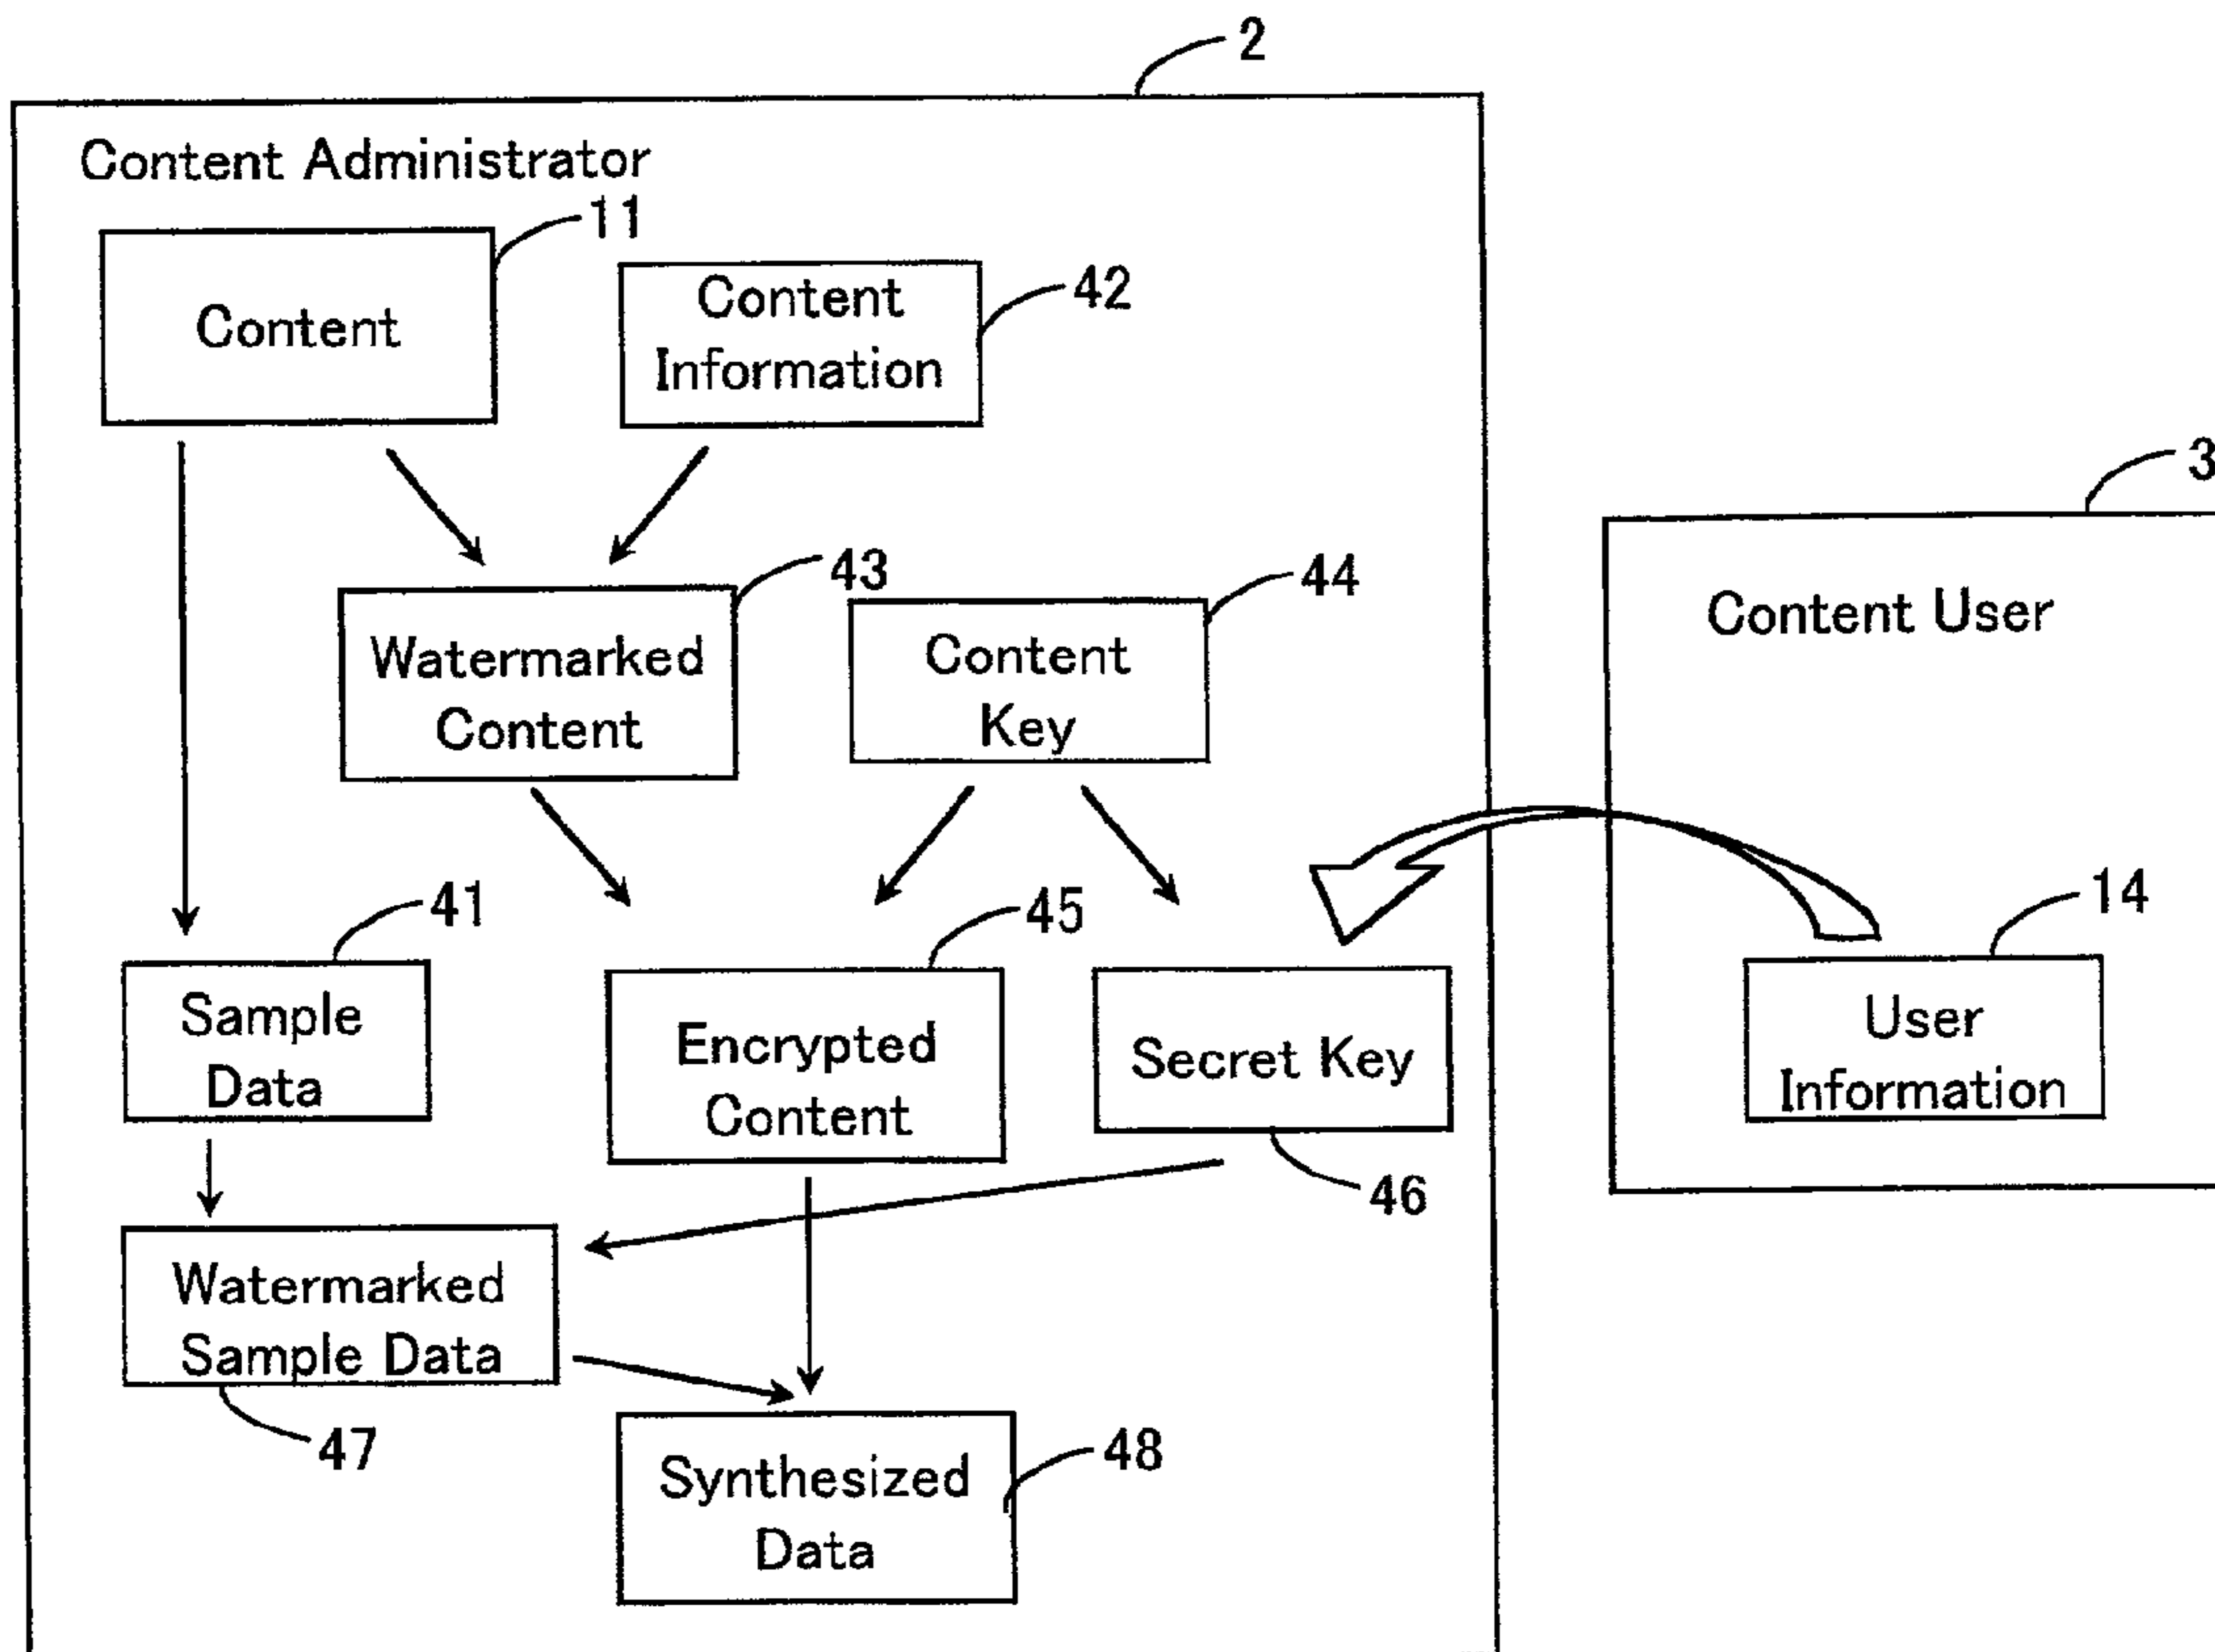 2
Content Administrator
11
Content
Content
Information
42
3
Watermarked
Content
43
Content
Key
44
Content User
Sample
Data
41
Encrypted
Content
45
Secret Key
46
User
Information
14
Watermarked
Sample Data
47
Synthesized
Data
48